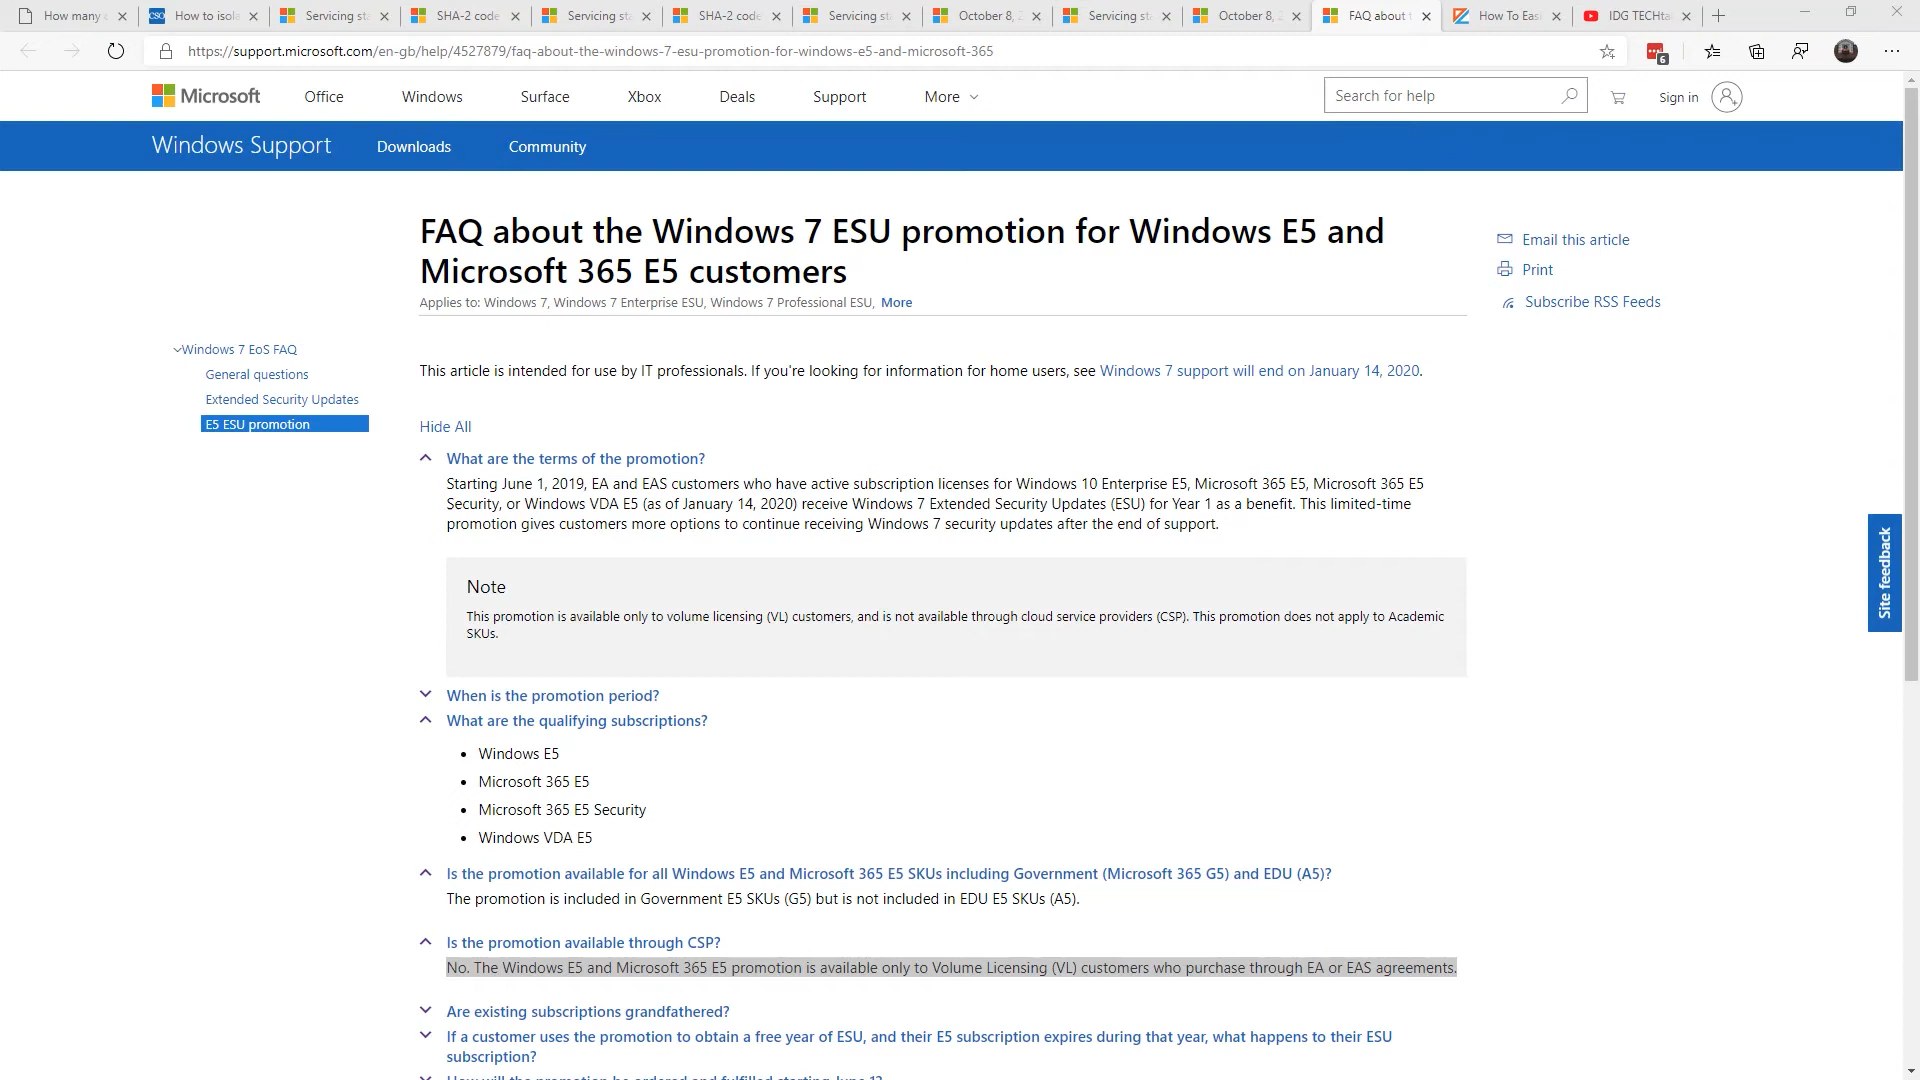 How many
How to isola
Servicing sta
SHA-2 code
Servicing sta
SHA-2 code
Servicing sta
October 8, 2
Servicing sta
October 8, 2
FAQ about t
How To Eas
IDG TECHta
https://support.microsoft.com/en-gb/help/4527879/faq-about-the-windows-7-esu-promotion-for-windows-e5-and-microsoft-365
6
Microsoft
Office
Windows
Surface
Xbox
Deals
Support
More
Search for help
Sign in
Windows Support
Downloads
Community
FAQ about the Windows 7 ESU promotion for Windows E5 and
Microsoft 365 E5 customers
Applies to: Windows 7, Windows 7 Enterprise ESU, Windows 7 Professional ESU, More
Email this article
Print
Subscribe RSS Feeds
Windows 7 EoS FAQ
General questions
Extended Security Updates
E5 ESU promotion
This article is intended for use by IT professionals. If you're looking for information for home users, see Windows 7 support will end on January 14, 2020.
Hide All
What are the terms of the promotion?
Starting June 1, 2019, EA and EAS customers who have active subscription licenses for Windows 10 Enterprise E5, Microsoft 365 E5, Microsoft 365 E5
Security, or Windows VDA E5 (as of January 14, 2020) receive Windows 7 Extended Security Updates (ESU) for Year 1 as a benefit. This limited-time
promotion gives customers more options to continue receiving Windows 7 security updates after the end of support.
Note
This promotion is available only to volume licensing (VL) customers, and is not available through cloud service providers (CSP). This promotion does not apply to Academic
SKUs.
Site feedback
When is the promotion period?
What are the qualifying subscriptions?
Windows E5
Microsoft 365 E5
Microsoft 365 E5 Security
Windows VDA E5
Is the promotion available for all Windows E5 and Microsoft 365 E5 SKUs including Government (Microsoft 365 G5) and EDU (A5)?
The promotion is included in Government E5 SKUs (G5) but is not included in EDU E5 SKUs (A5).
Is the promotion available through CSP?
No. The Windows E5 and Microsoft 365 E5 promotion is available only to Volume Licensing (VL) customers who purchase through EA or EAS agreements.
Are existing subscriptions grandfathered?
If a customer uses the promotion to obtain a free year of ESU, and their E5 subscription expires during that year, what happens to their ESU
subscription?
How will the promotion be ordered and fulfilled starting June 1?